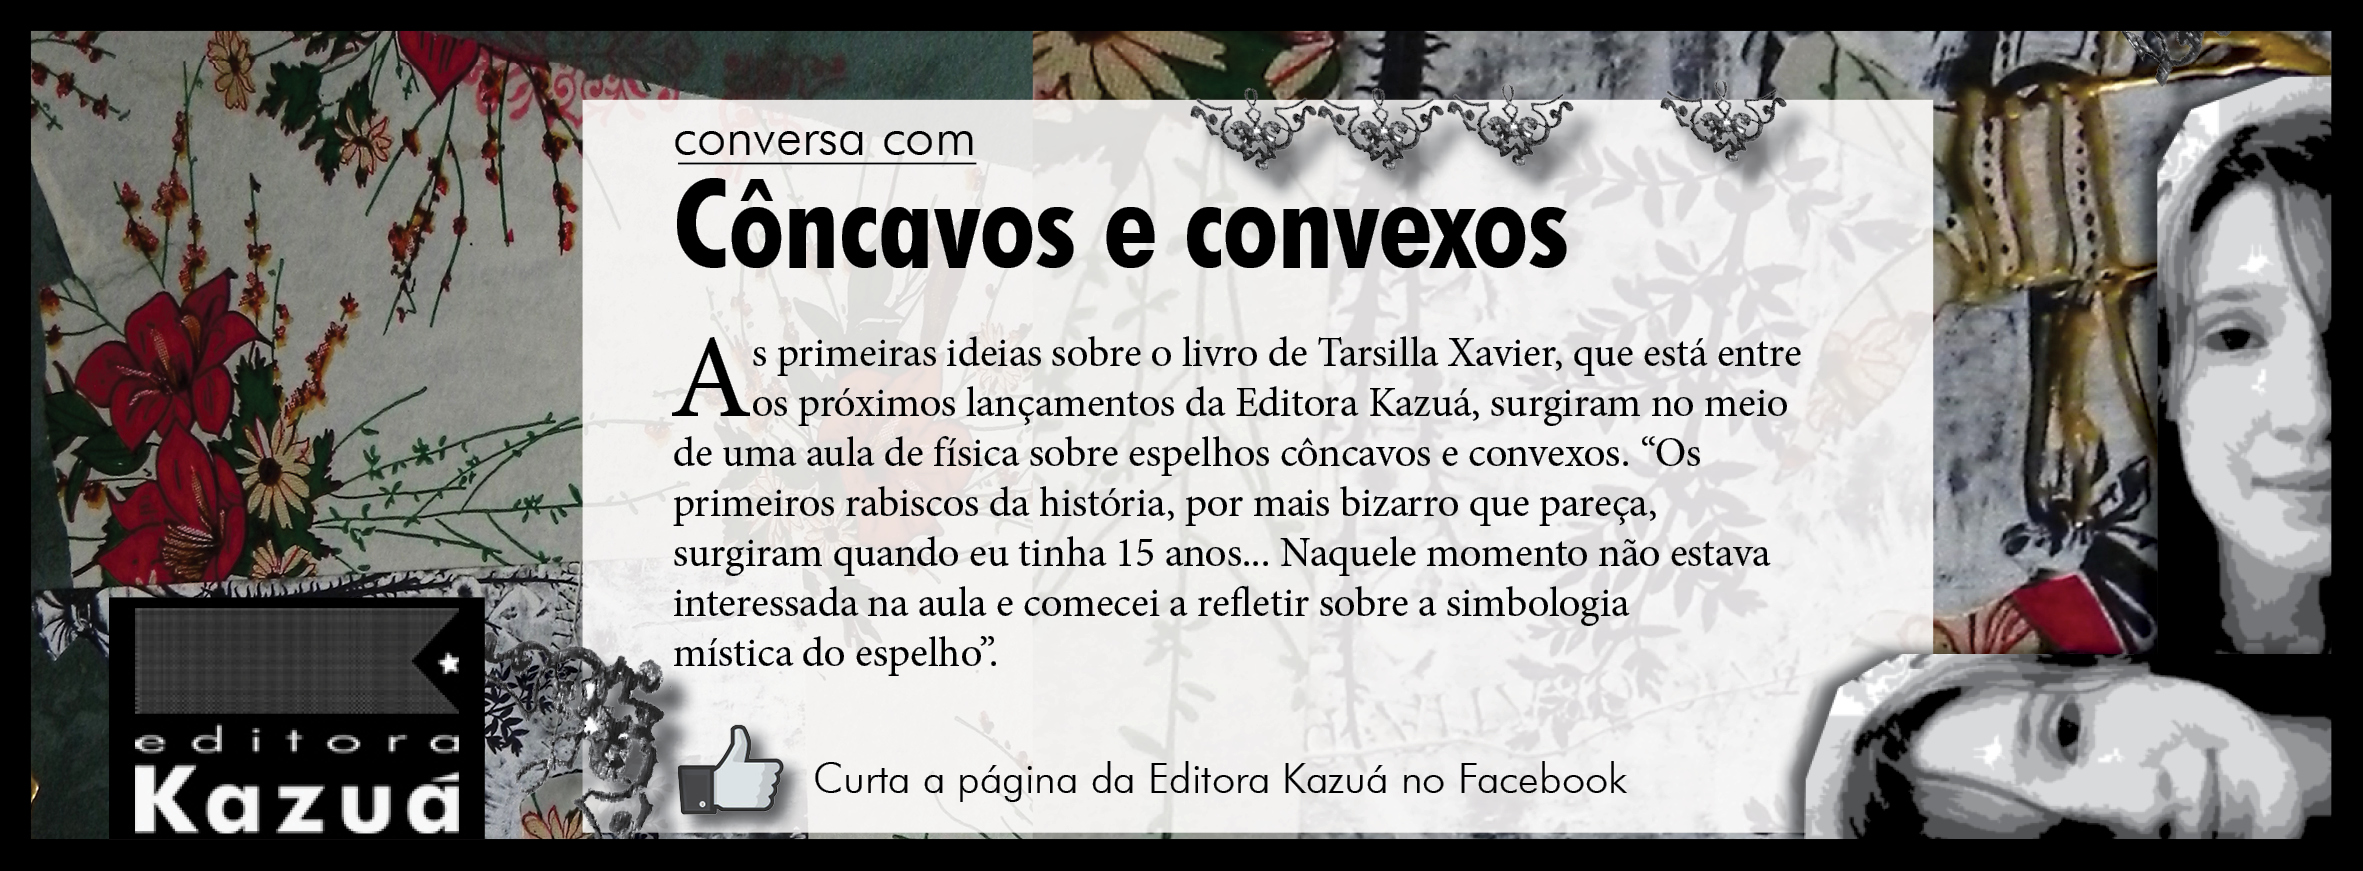 conversa com
Côncavos e convexos
As primeiras ideias sobre o livro de Tarsilla Xavier, que está entre
os próximos lançamentos da Editora Kazuá, surgiram no meio
de uma aula de física sobre espelhos côncavos e convexos. “Os
primeiros rabiscos da história, por mais bizarro que pareça,
surgiram quando eu tinha 15 anos... Naquele momento não estava
interessada na aula e comecei a refletir sobre a simbologia
mística do espelho”.
Curta a página da Editora Kazuá no Facebook
editora
Kazuá